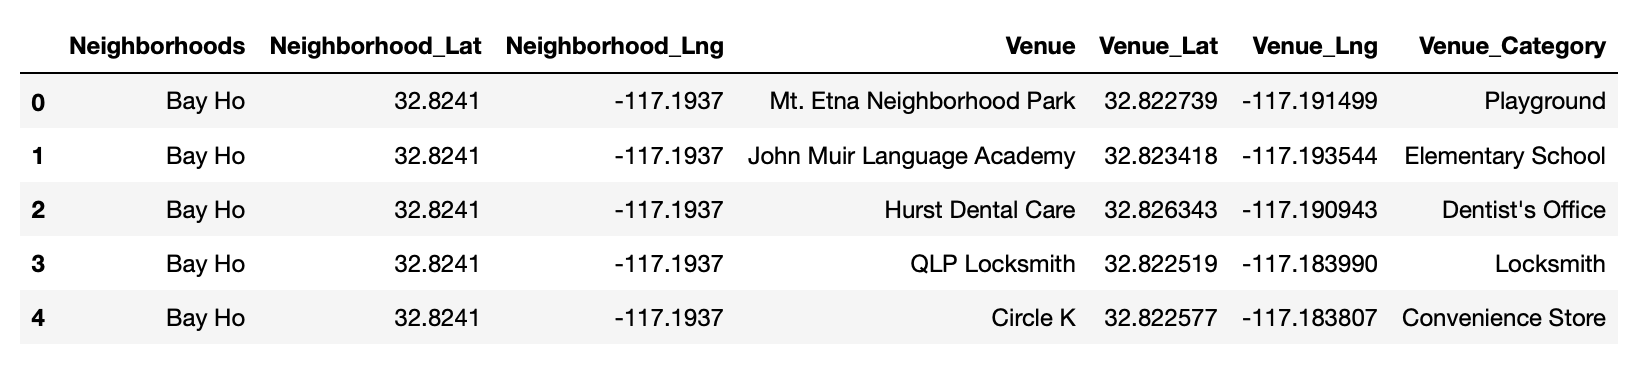 Neighborhoods Neighborhood_Lat Neighborhood_Lng Venue Venue_Lat Venue_Lng Venue_Category
0 Bay Ho 32.8241 -117.1937 Mt. Etna Neighborhood Park 32.822739 -117.191499 Playground
1 Bay Ho 32.8241 -117.1937 John Muir Language Academy 32.823418 -117.193544 Elementary School
2 Bay Ho 32.8241 -117.1937 Hurst Dental Care 32.826343 -117.190943 Dentist's Office
3 Bay Ho 32.8241 -117.1937 QLP Locksmith 32.822519 -117.183990 Locksmith
4 Bay Ho 32.8241 -117.1937 Circle K 32.822577 -117.183807 Convenience Store